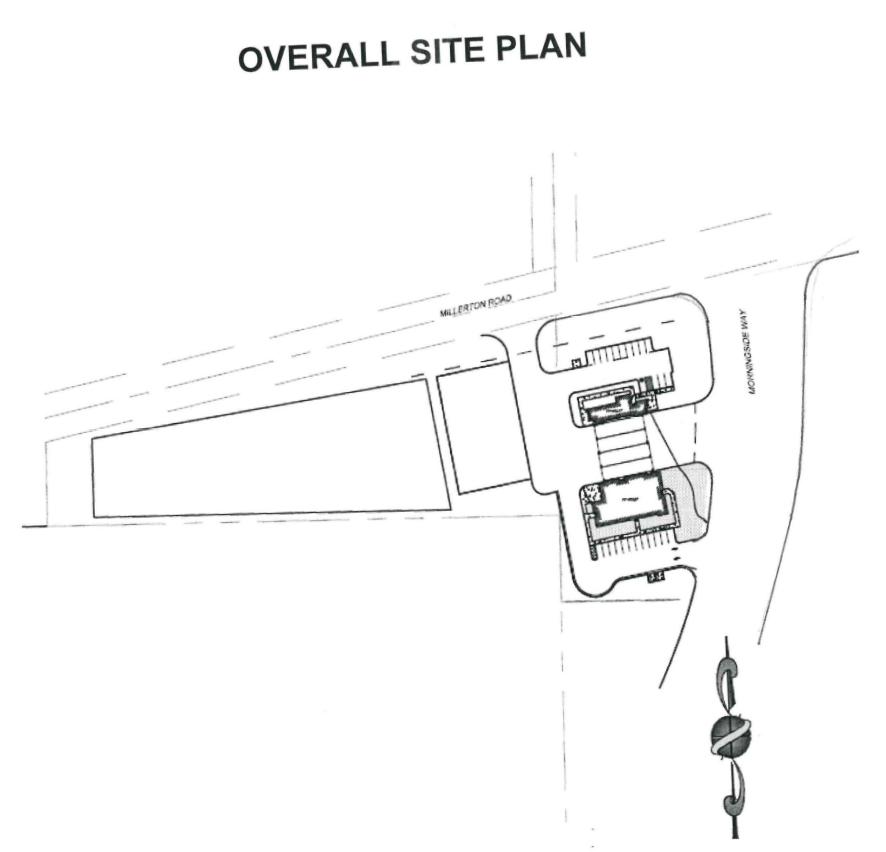 OVERALL SITE PLAN
MILLERTON ROAD
MORNINGSIDE WAY